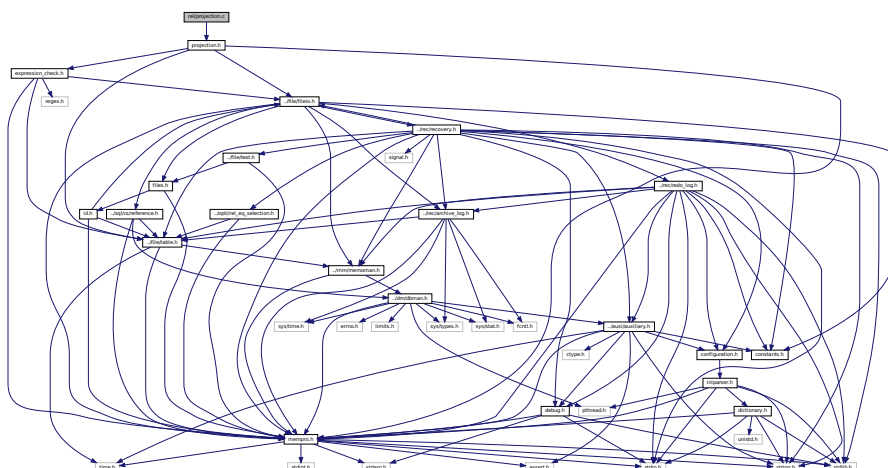 rel/projection.c
projection.h
expression_check.h
regex.h
../file/fileio.h
../rec/recovery.h
../file/test.h
signal.h
files.h
../rec/redo_log.h
id.h
../sql/cs/reference.h
../opti/rel_eq_selection.h
../rec/archive_log.h
../file/table.h
../mm/memoman.h
../dm/dbman.h
sys/time.h
errno.h
limits.h
sys/types.h
sys/stat.h
fcntl.h
../auxi/auxiliary.h
ctype.h
configuration.h
constants.h
iniparser.h
debug.h
pthread.h
dictionary.h
mempro.h
unistd.h
time.h
stdint.h
stdarg.h
assert.h
stdio.h
string.h
stdlib.h